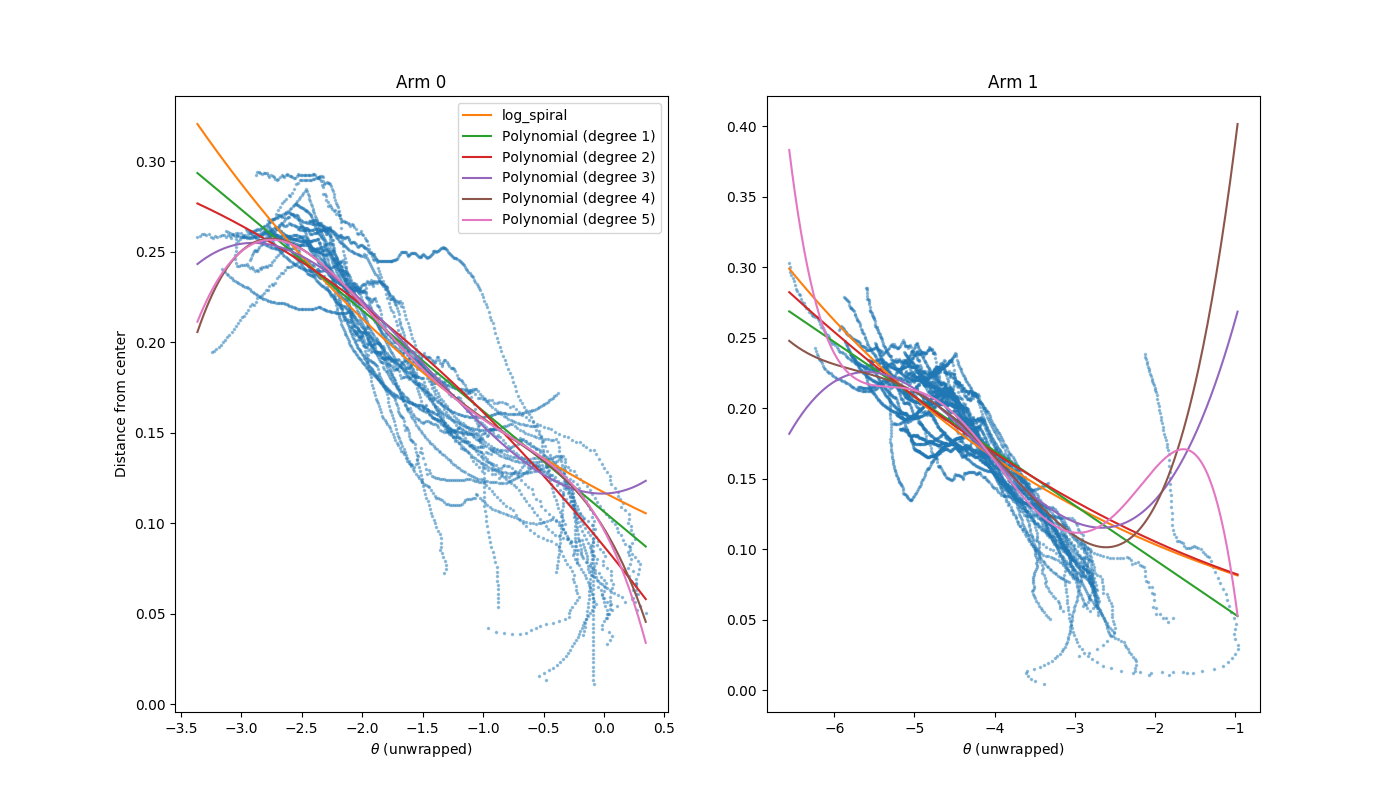 Arm 0
Arm 1
log_spiral
Polynomial (degree 1)
Polynomial (degree 2)
Polynomial (degree 3)
Polynomial (degree 4)
Polynomial (degree 5)
Distance from center
0.30
0.25
0.20
0.15
0.10
0.05
0.00
−3.5 −3.0 −2.5 −2.0 −1.5 −1.0 −0.5 0.0 0.5
θ (unwrapped)
0.40
0.35
0.30
0.25
0.20
0.15
0.10
0.05
0.00
−6 −5 −4 −3 −2 −1
θ (unwrapped)